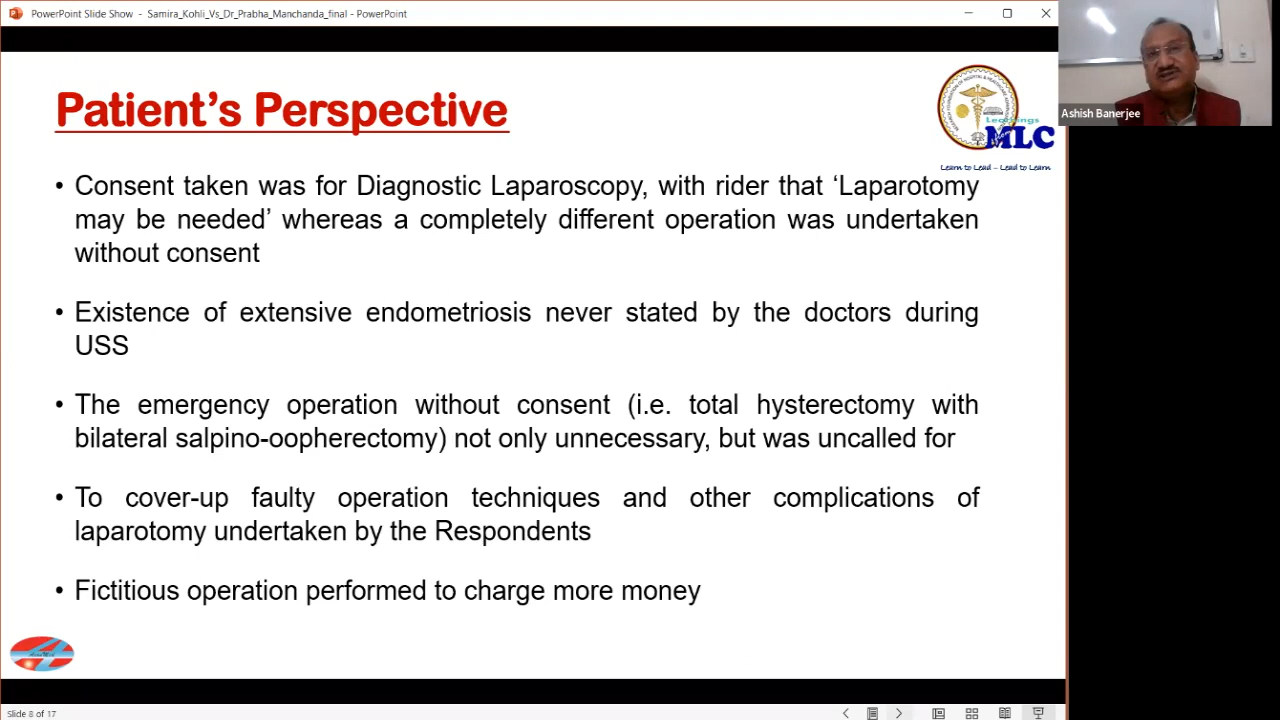 PowerPoint Slide Show - Samira_Kohli_Vs_Dr_Prabha_Manchanda_final - PowerPoint
Patient's Perspective
Learnings
MLC
Learn to Lead – Lead to Learn
Ashish Banerjee
• Consent taken was for Diagnostic Laparoscopy, with rider that ‘Laparotomy
may be needed’ whereas a completely different operation was undertaken
without consent
• Existence of extensive endometriosis never stated by the doctors during
USS
• The emergency operation without consent (i.e. total hysterectomy with
bilateral salpino-oopherectomy) not only unnecessary, but was uncalled for
• To cover-up faulty operation techniques and other complications of
laparotomy undertaken by the Respondents
• Fictitious operation performed to charge more money
Slide 8 of 17